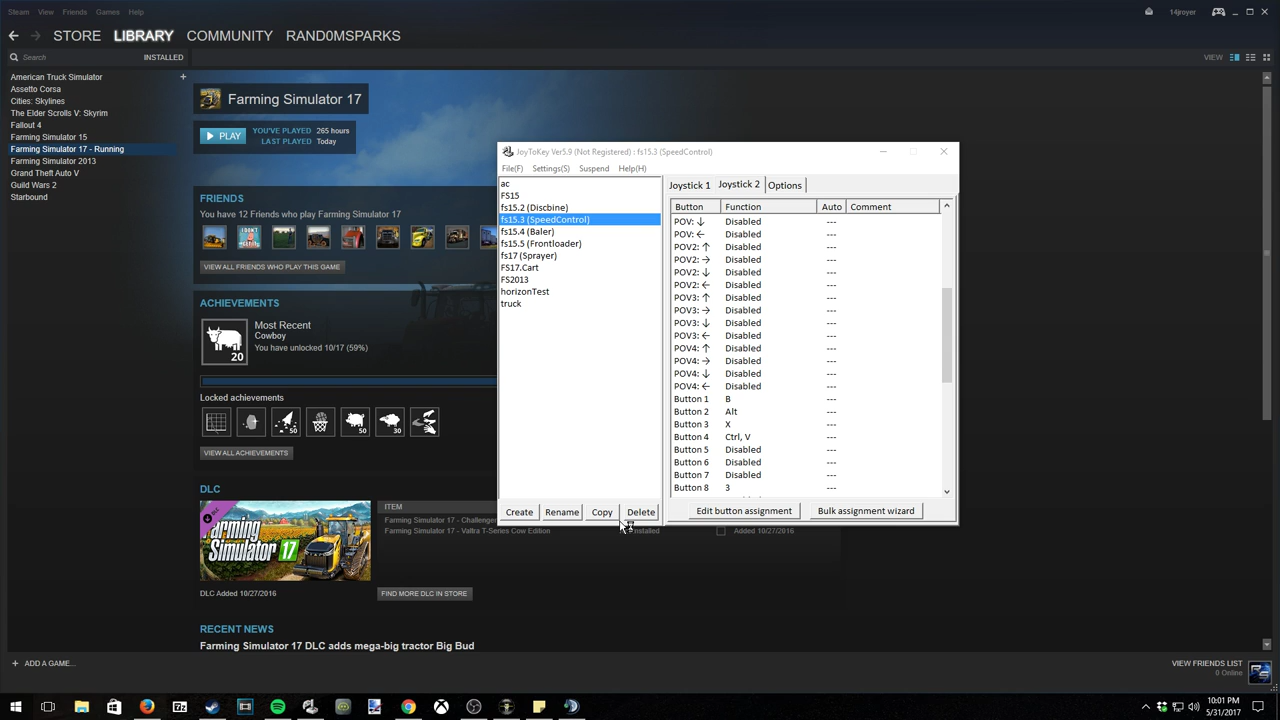 Steam View Friends Games Help
14jroyer
STORE LIBRARY COMMUNITY RAND0MSPARKS
Search INSTALLED
VIEW
American Truck Simulator
Assetto Corsa
Cities: Skylines
The Elder Scrolls V: Skyrim
Fallout 4
Farming Simulator 15
Farming Simulator 17 - Running
Farming Simulator 2013
Grand Theft Auto V
Guild Wars 2
Starbound
Farming Simulator 17
PLAY
YOU'VE PLAYED 265 hours
LAST PLAYED Today
FRIENDS
You have 12 Friends who play Farming Simulator 17
VIEW ALL FRIENDS WHO PLAY THIS GAME
ACHIEVEMENTS
20
Most Recent
Cowboy
You have unlocked 10/17 (59%)
Locked achievements
50 50 30
VIEW ALL ACHIEVEMENTS
DLC
Farming Simulator 17
ITEM
Farming Simulator 17 - Challenger
Farming Simulator 17 - Valtra T-Series Cow Edition
Installed
Added 10/27/2016
DLC Added 10/27/2016
FIND MORE DLC IN STORE
RECENT NEWS
Farming Simulator 17 DLC adds mega-big tractor Big Bud
+ ADD A GAME...
VIEW FRIENDS LIST
0 Online
JoyToKey Ver5.9 (Not Registered) : fs15.3 (SpeedControl)
File(F) Settings(S) Suspend Help(H)
ac
FS15
fs15.2 (Discbine)
fs15.3 (SpeedControl)
fs15.4 (Baler)
fs15.5 (Frontloader)
fs17 (Sprayer)
FS17.Cart
FS2013
horizonTest
truck
Create Rename Copy Delete
Joystick 1 Joystick 2 Options
Button Function Auto Comment
POV: ↓ Disabled ---
POV: ← Disabled ---
POV2: ↑ Disabled ---
POV2: → Disabled ---
POV2: ↓ Disabled ---
POV2: ← Disabled ---
POV3: ↑ Disabled ---
POV3: → Disabled ---
POV3: ↓ Disabled ---
POV3: ← Disabled ---
POV4: ↑ Disabled ---
POV4: → Disabled ---
POV4: ↓ Disabled ---
POV4: ← Disabled ---
Button 1 B ---
Button 2 Alt ---
Button 3 X ---
Button 4 Ctrl, V ---
Button 5 Disabled ---
Button 6 Disabled ---
Button 7 Disabled ---
Button 8 3 ---
Edit button assignment Bulk assignment wizard
10:01 PM
5/31/2017